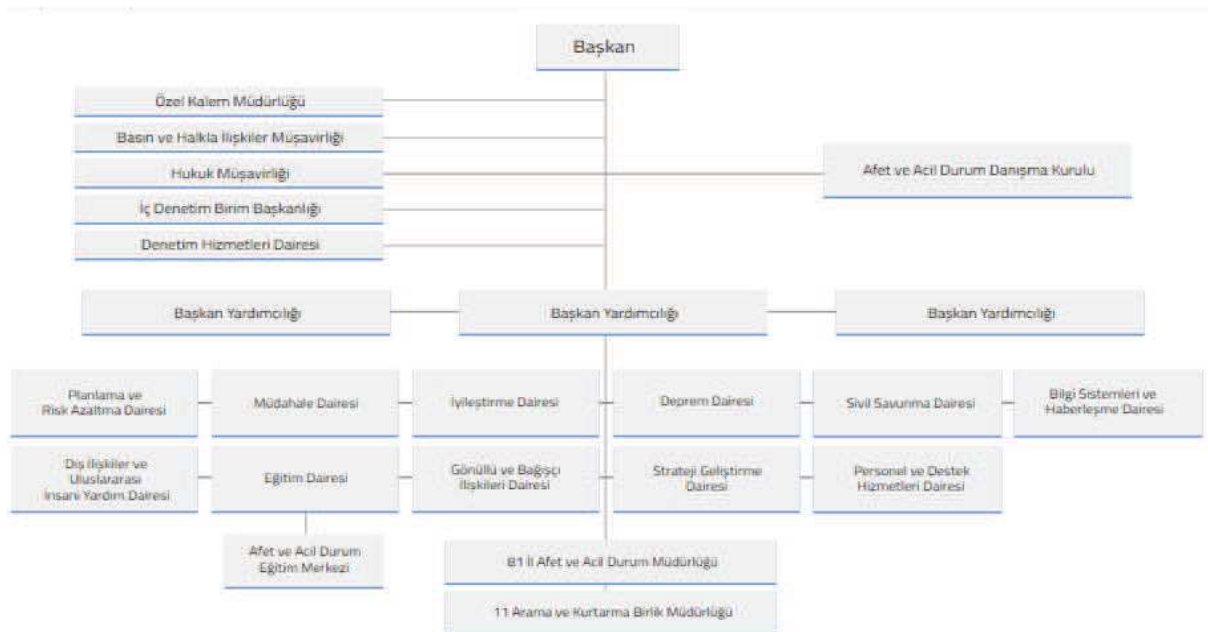 Başkan
Özel Kalem Müdürlüğü
Basın ve Halkla İlişkiler Müşavirliği
Hukuk Müşavirliği
Afet ve Acil Durum Danışma Kurulu
İç Denetim Birim Başkanlığı
Denetim Hizmetleri Dairesi
Başkan Yardımcılığı
Başkan Yardımcılığı
Başkan Yardımcılığı
Planlama ve
Risk Azaltma Dairesi
Müdahale Dairesi
İyileştirme Dairesi
Deprem Dairesi
Sivil Savunma Dairesi
Bilgi Sistemleri ve
Haberleşme Dairesi
Dış İlişkiler ve
Uluslararası
İnsani Yardım Dairesi
Eğitim Dairesi
Gönüllü ve Bağışçı
İlişkileri Dairesi
Strateji Geliştirme
Dairesi
Personel ve Destek
Hizmetleri Dairesi
Afet ve Acil Durum
Eğitim Merkezi
81 İl Afet ve Acil Durum Müdürlüğü
11 Arama ve Kurtarma Birlik Müdürlüğü